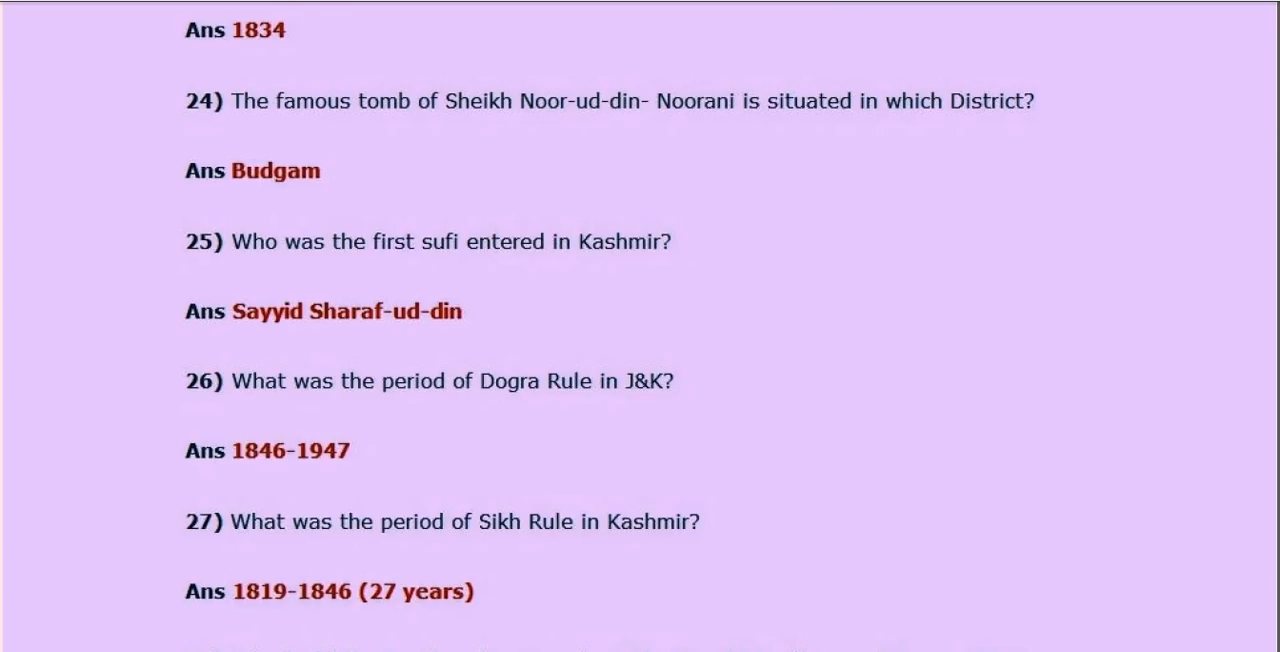 Ans 1834
24) The famous tomb of Sheikh Noor-ud-din- Noorani is situated in which District?
Ans Budgam
25) Who was the first sufi entered in Kashmir?
Ans Sayyid Sharaf-ud-din
26) What was the period of Dogra Rule in J&K?
Ans 1846-1947
27) What was the period of Sikh Rule in Kashmir?
Ans 1819-1846 (27 years)